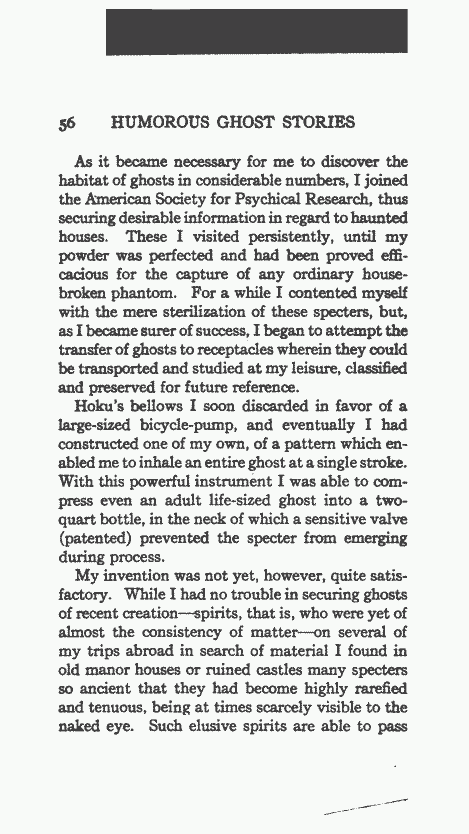 56 HUMOROUS GHOST STORIES
As it became necessary for me to discover the
habitat of ghosts in considerable numbers, I joined
the American Society for Psychical Research, thus
securing desirable information in regard to haunted
houses. These I visited persistently, until my
powder was perfected and had been proved effi-
cacious for the capture of any ordinary house-
broken phantom. For a while I contented myself
with the mere sterilization of these specters, but,
as I became surer of success, I began to attempt the
transfer of ghosts to receptacles wherein they could
be transported and studied at my leisure, classified
and preserved for future reference.
Hoku's bellows I soon discarded in favor of a
large-sized bicycle-pump, and eventually I had
constructed one of my own, of a pattern which en-
abled me to inhale an entire ghost at a single stroke.
With this powerful instrument I was able to com-
press even an adult life-sized ghost into a two-
quart bottle, in the neck of which a sensitive valve
(patented) prevented the specter from emerging
during process.
My invention was not yet, however, quite satis-
factory. While I had no trouble in securing ghosts
of recent creation—spirits, that is, who were yet of
almost the consistency of matter—on several of
my trips abroad in search of material I found in
old manor houses or ruined castles many specters
so ancient that they had become highly rarefied
and tenuous, being at times scarcely visible to the
naked eye. Such elusive spirits are able to pass